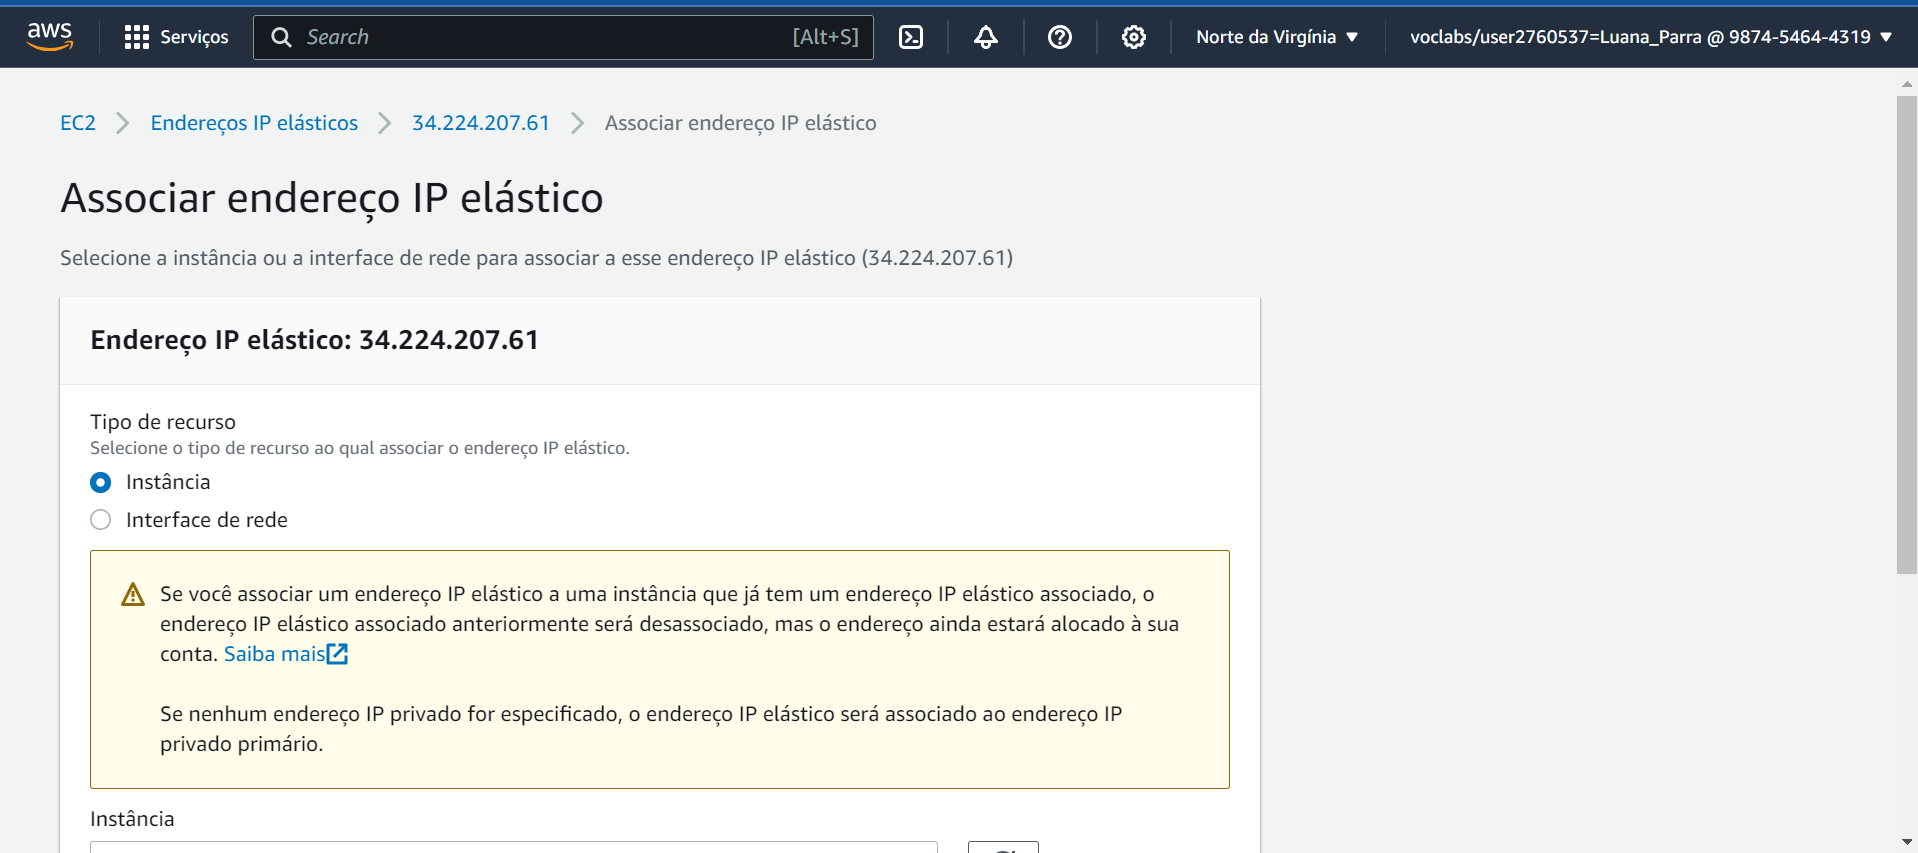 aws Serviços Search [Alt+S] Norte da Virgínia voclabs/user2760537=Luana_Parra @ 9874-5464-4319
EC2 Endereços IP elásticos 34.224.207.61 Associar endereço IP elástico
Associar endereço IP elástico
Selecione a instância ou a interface de rede para associar a esse endereço IP elástico (34.224.207.61)
Endereço IP elástico: 34.224.207.61
Tipo de recurso
Selecione o tipo de recurso ao qual associar o endereço IP elástico.
Instância
Interface de rede
Se você associar um endereço IP elástico a uma instância que já tem um endereço IP elástico associado, o
endereço IP elástico associado anteriormente será desassociado, mas o endereço ainda estará alocado à sua
conta. Saiba mais
Se nenhum endereço IP privado for especificado, o endereço IP elástico será associado ao endereço IP
privado primário.
Instância